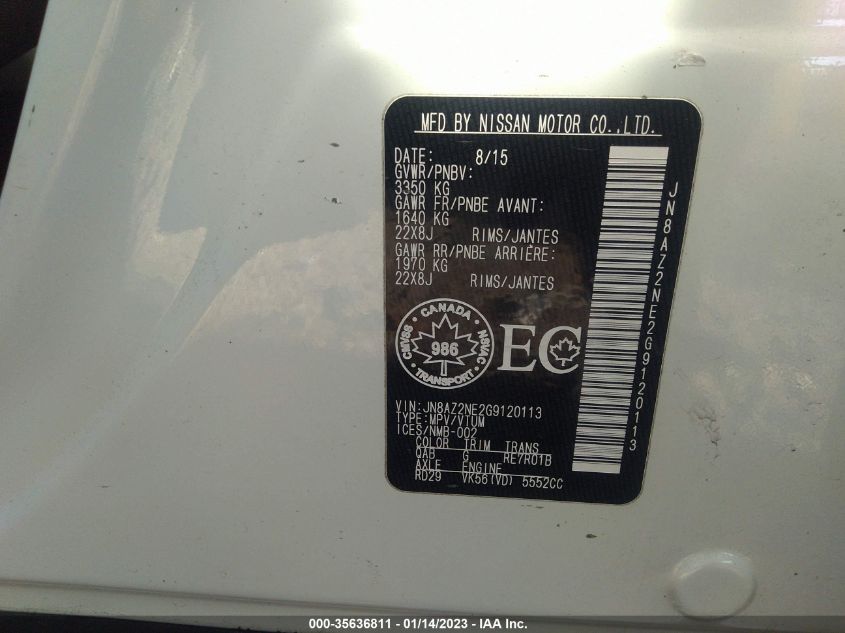 MFD BY NISSAN MOTOR CO.,LTD.
DATE: 8/15
GVWR/PNBV:
3350 KG
GAWR FR/PNBE AVANT:
1640 KG
22X8J RIMS/JANTES
GAWR RR/PNBE ARRIÈRE:
1970 KG
22X8J RIMS/JANTES
CANADA
CMVSS 986 NSVAC
TRANSPORT
EC
VIN:JN8AZ2NE2G9120113
TYPE:MPV/VTUM
ICES/NMB-002
COLOR TRIM TRANS
QAB G RE7R01B
AXLE ENGINE
RD29 VK56(VD) 5552CC
JN8AZ2NE2G9120113
000-35636811 - 01/14/2023 - IAA Inc.